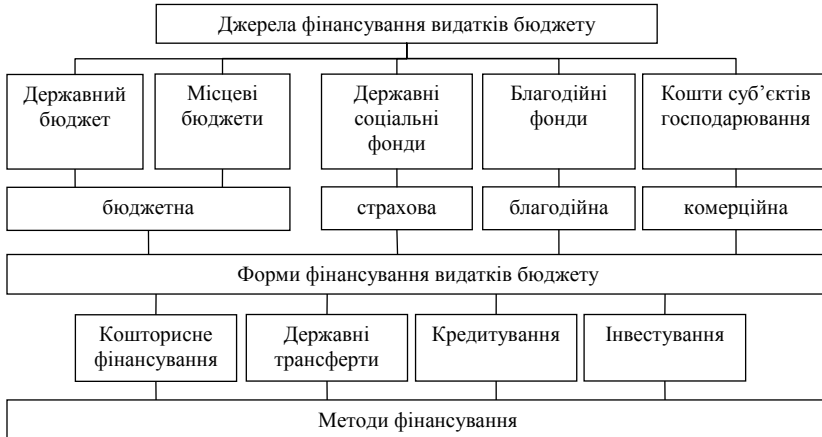 Джерела фінансування видатків бюджету
Державний
бюджет
Місцеві
бюджети
Державні
соціальні
фонди
Благодійні
фонди
Кошти суб’єктів
господарювання
бюджетна
страхова
благодійна
комерційна
Форми фінансування видатків бюджету
Кошторисне
фінансування
Державні
трансферти
Кредитування
Інвестування
Методи фінансування